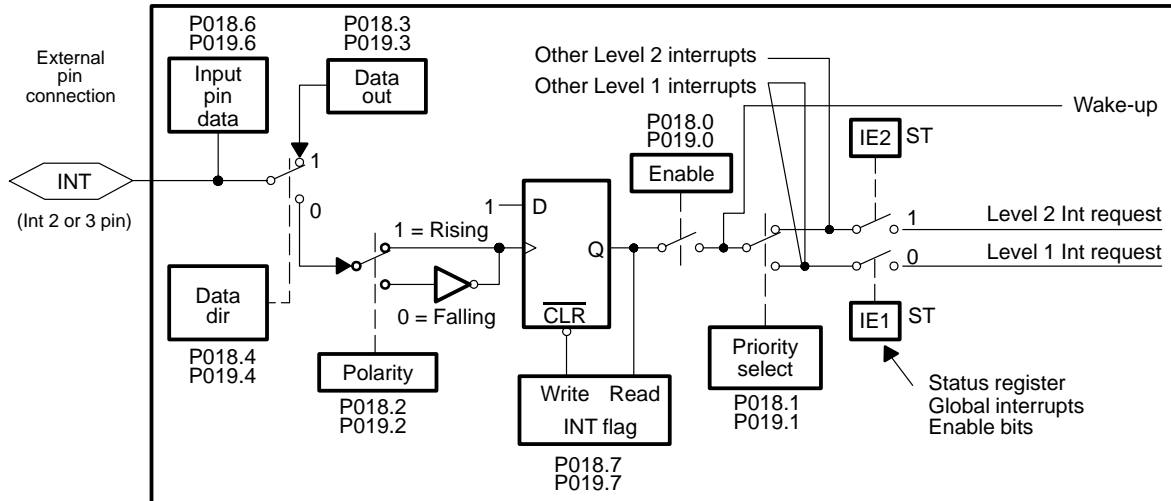 External
pin
connection
INT
(Int 2 or 3 pin)
P018.6
P019.6
Input
pin
data
P018.3
P019.3
Data
out
1
0
Data
dir
P018.4
P019.4
1 = Rising
0 = Falling
Polarity
P018.2
P019.2
1
D
Q
CLR
Write Read
INT flag
P018.7
P019.7
P018.0
P019.0
Enable
Other Level 2 interrupts
Other Level 1 interrupts
Wake-up
Priority
select
P018.1
P019.1
IE2 ST
1
Level 2 Int request
0
Level 1 Int request
IE1 ST
Status register
Global interrupts
Enable bits